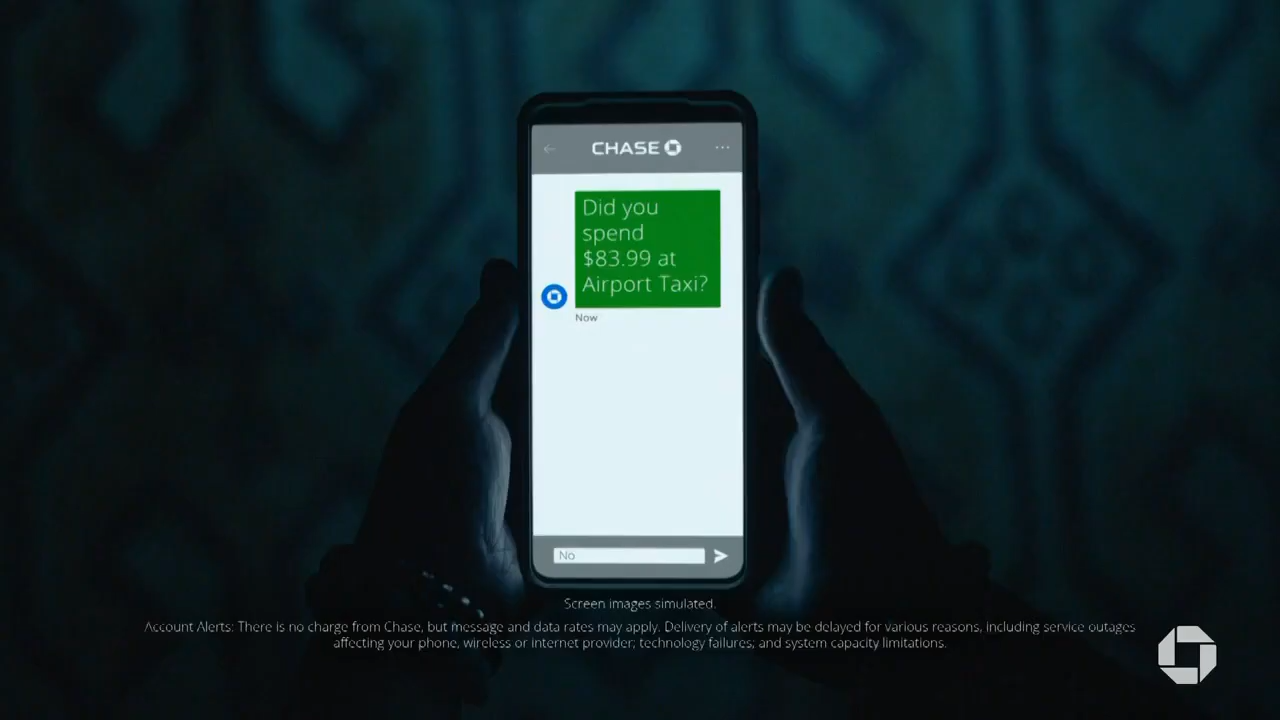 CHASE
Did you
spend
$83.99 at
Airport Taxi?
Now
No
Screen images simulated.
Account Alerts: There is no charge from Chase, but message and data rates may apply. Delivery of alerts may be delayed for various reasons, including service outages
affecting your phone, wireless or internet provider; technology failures; and system capacity limitations.